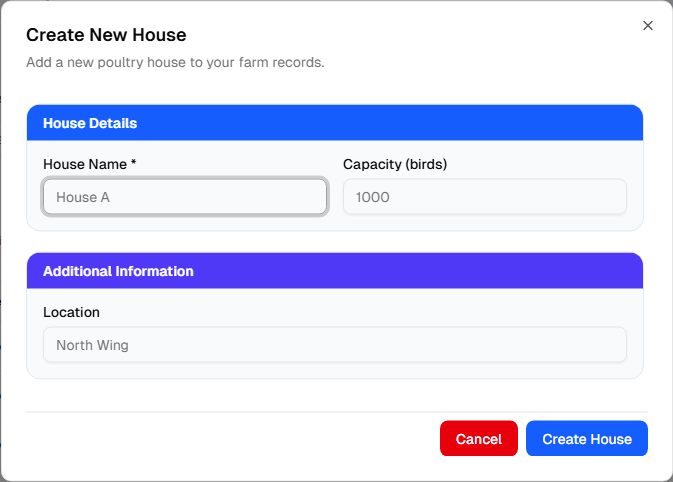 Create New House
Add a new poultry house to your farm records.
House Details
House Name * Capacity (birds)
House A 1000
Additional Information
Location
North Wing
Cancel Create House